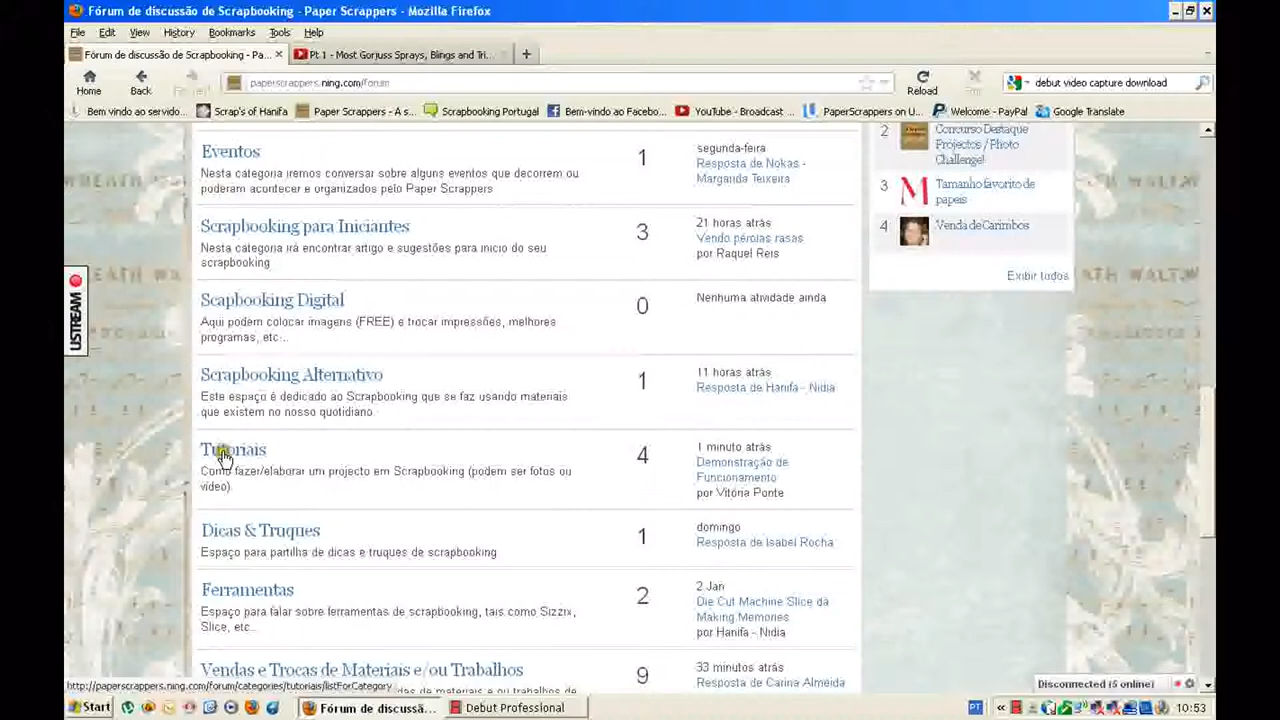 Fórum de discussão de Scrapbooking - Paper Scrappers - Mozilla Firefox
File Edit View History Bookmarks Tools Help
Fórum de discussão de Scrapbooking - Pa... Pt 1 - Most Gorjuss Sprays, Blings and Tri...
Home Back Reload
paperscrappers.ning.com/forum
debut video capture download
Bem vindo ao servido... Scrap's of Hanifa Paper Scrappers - A s... Scrapbooking Portugal Bem-vindo ao Facebo... YouTube - Broadcast ... PaperScrappers on U... Welcome - PayPal Google Translate
Eventos
Nesta categoria iremos conversar sobre alguns eventos que decorrem ou
poderam acontecer e organizados pelo Paper Scrappers
1
segunda-feira
Resposta de Nokas -
Margarida Teixeira
Scrapbooking para Iniciantes
Nesta categoria irá encontrar artigo e sugestões para inicio do seu
scrapbooking
3
21 horas atrás
Vendo pérolas rasas
por Raquel Reis
Scapbooking Digital
Aqui podem colocar imagens (FREE) e trocar impressões, melhores
programas, etc...
0
Nenhuma atividade ainda
Scrapbooking Alternativo
Este espaço é dedicado ao Scrapbooking que se faz usando materiais
que existem no nosso quotidiano.
1
11 horas atrás
Resposta de Hanifa - Nidia
Tutoriais
Como fazer/elaborar um projecto em Scrapbooking (podem ser fotos ou
video).
4
1 minuto atrás
Demonstração de
Funcionamento
por Vitória Ponte
Dicas & Truques
Espaço para partilha de dicas e truques de scrapbooking
1
domingo
Resposta de Isabel Rocha
Ferramentas
Espaço para falar sobre ferramentas de scrapbooking, tais como Sizzix,
Slice, etc...
2
2 Jan
Die Cut Machine Slice da
Making Memories
por Hanifa - Nidia
Vendas e Trocas de Materiais e/ou Trabalhos
das de materiais e ou trabalhos de
9
33 minutos atrás
Resposta de Carina Almeida
2 Concurso Destaque
Projectos / Photo
Challenge!
3 Tamanho favorito de
papeis
4 Venda de Carimbos
Exibir todos
USTREAM
http://paperscrappers.ning.com/forum/categories/tutoriais/listForCategory
Disconnected (5 online)
Start Fórum de discussã... Debut Professional PT 10:53